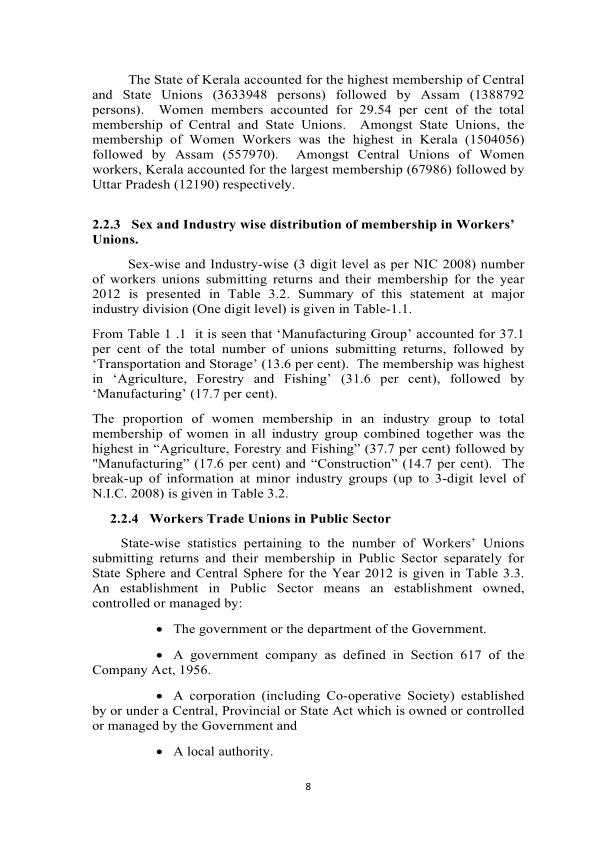 The State of Kerala accounted for the highest membership of Central
and State Unions (3633948 persons) followed by Assam (1388792
persons). Women members accounted for 29.54 per cent of the total
membership of Central and State Unions. Amongst State Unions, the
membership of Women Workers was the highest in Kerala (1504056)
followed by Assam (557970). Amongst Central Unions of Women
workers, Kerala accounted for the largest membership (67986) followed by
Uttar Pradesh (12190) respectively.
2.2.3 Sex and Industry wise distribution of membership in Workers’
Unions.
Sex-wise and Industry-wise (3 digit level as per NIC 2008) number
of workers unions submitting returns and their membership for the year
2012 is presented in Table 3.2. Summary of this statement at major
industry division (One digit level) is given in Table-1.1.
From Table 1 .1 it is seen that ‘Manufacturing Group’ accounted for 37.1
per cent of the total number of unions submitting returns, followed by
‘Transportation and Storage’ (13.6 per cent). The membership was highest
in ‘Agriculture, Forestry and Fishing’ (31.6 per cent), followed by
‘Manufacturing’ (17.7 per cent).
The proportion of women membership in an industry group to total
membership of women in all industry group combined together was the
highest in “Agriculture, Forestry and Fishing” (37.7 per cent) followed by
"Manufacturing” (17.6 per cent) and “Construction” (14.7 per cent). The
break-up of information at minor industry groups (up to 3-digit level of
N.I.C. 2008) is given in Table 3.2.
2.2.4 Workers Trade Unions in Public Sector
State-wise statistics pertaining to the number of Workers’ Unions
submitting returns and their membership in Public Sector separately for
State Sphere and Central Sphere for the Year 2012 is given in Table 3.3.
An establishment in Public Sector means an establishment owned,
controlled or managed by:
• The government or the department of the Government.
• A government company as defined in Section 617 of the
Company Act, 1956.
• A corporation (including Co-operative Society) established
by or under a Central, Provincial or State Act which is owned or controlled
or managed by the Government and
• A local authority.
8